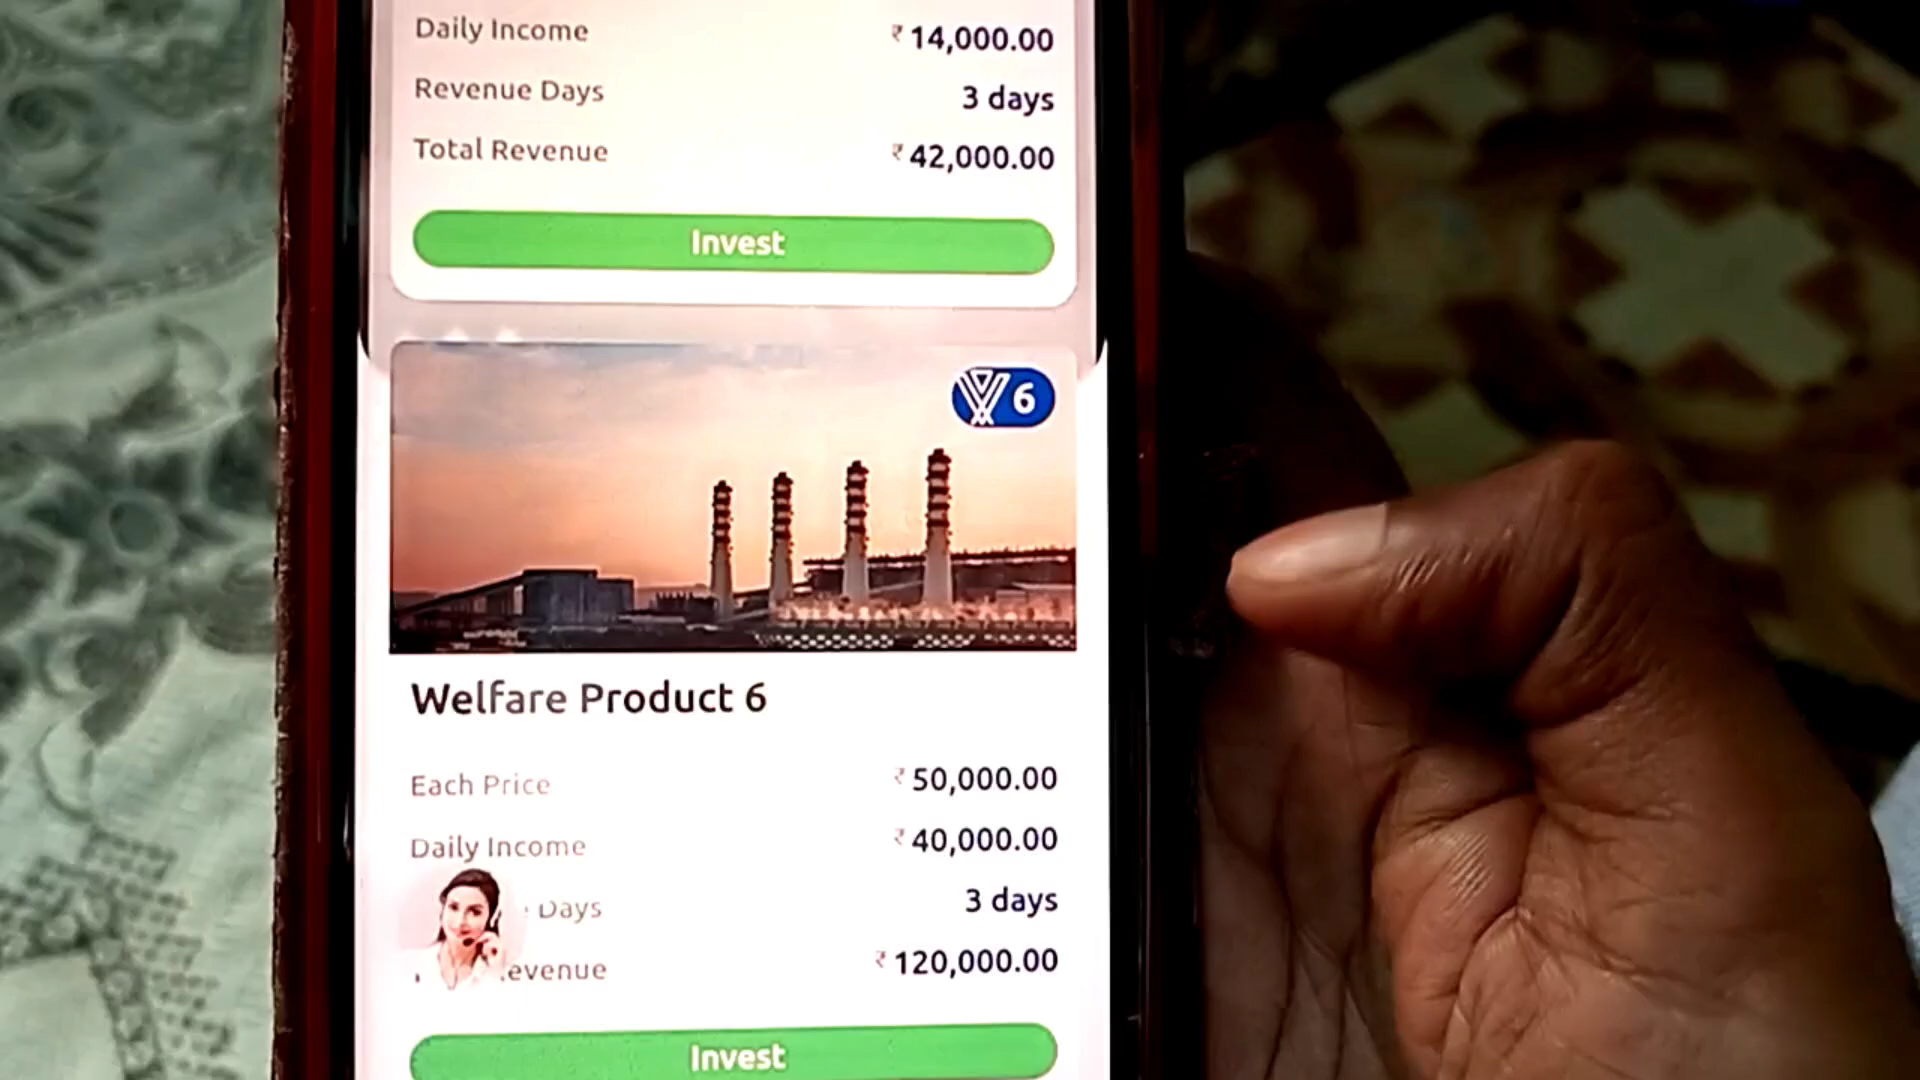 Daily Income ₹ 14,000.00
Revenue Days 3 days
Total Revenue ₹ 42,000.00
Invest
6
Welfare Product 6
Each Price ₹ 50,000.00
Daily Income ₹ 40,000.00
Days 3 days
evenue ₹ 120,000.00
Invest